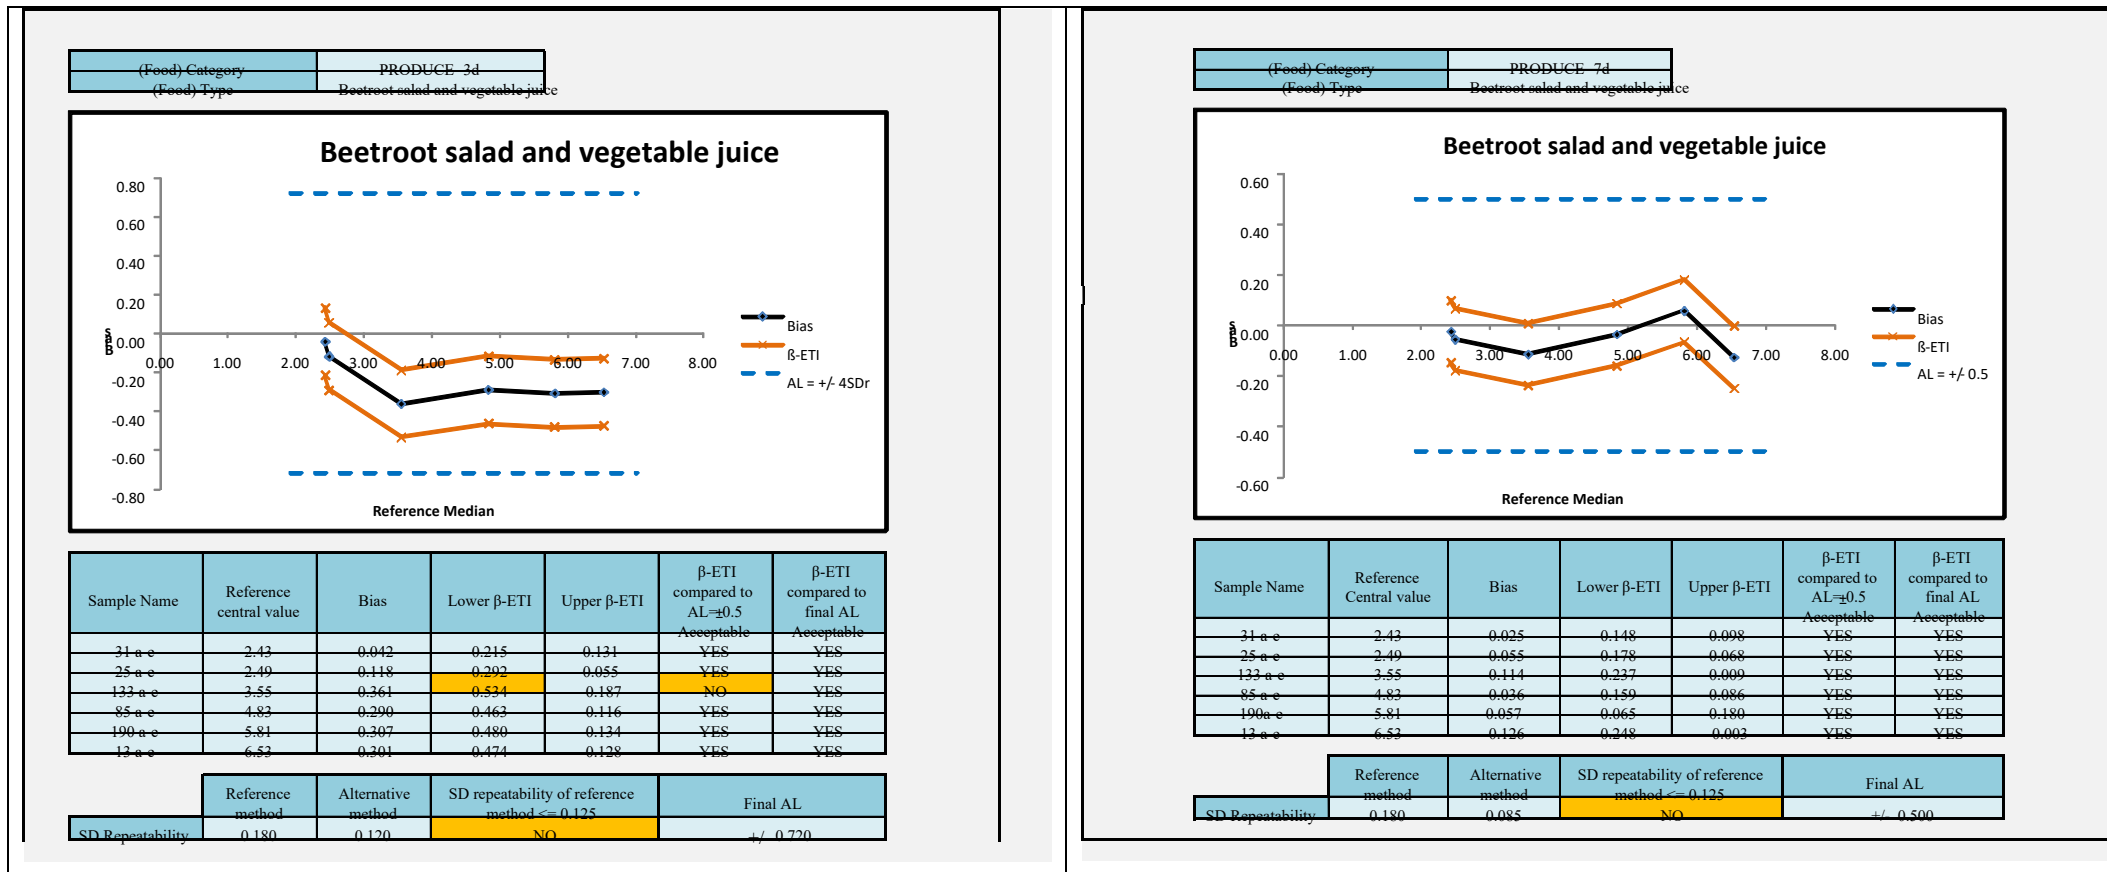 (Food) Category PRODUCE 3d
(Food) Type Beetroot salad and vegetable juice
Beetroot salad and vegetable juice
0.80
0.60
0.40
0.20
0.00
-0.20
-0.40
-0.60
-0.80
Bias
0.00 1.00 2.00 3.00 4.00 5.00 6.00 7.00 8.00
Reference Median
Bias
ß-ETI
AL = +/- 4SDr
Sample Name Reference central value Bias Lower β-ETI Upper β-ETI β-ETI compared to AL=±0.5 Acceptable β-ETI compared to final AL Acceptable
31 a-e 2.43 0.042 0.215 0.131 YES YES
25 a-e 2.49 0.118 0.292 0.055 YES YES
133 a-e 3.55 0.361 0.534 0.187 NO YES
85 a-e 4.83 0.290 0.463 0.116 YES YES
190 a-e 5.81 0.307 0.480 0.134 YES YES
13 a-e 6.53 0.301 0.474 0.128 YES YES
Reference method Alternative method SD repeatability of reference method <= 0.125 Final AL
SD Repeatability 0.180 0.120 NO +/- 0.720
(Food) Category PRODUCE 7d
(Food) Type Beetroot salad and vegetable juice
Beetroot salad and vegetable juice
0.60
0.40
0.20
0.00
-0.20
-0.40
-0.60
Bias
0.00 1.00 2.00 3.00 4.00 5.00 6.00 7.00 8.00
Reference Median
Bias
ß-ETI
AL = +/- 0.5
Sample Name Reference Central value Bias Lower β-ETI Upper β-ETI β-ETI compared to AL=±0.5 Acceptable β-ETI compared to final AL Acceptable
31 a-e 2.43 0.025 0.148 0.098 YES YES
25 a-e 2.49 0.055 0.178 0.068 YES YES
133 a-e 3.55 0.114 0.237 0.009 YES YES
85 a-e 4.83 0.036 0.159 0.086 YES YES
190a-e 5.81 0.057 0.065 0.180 YES YES
13 a-e 6.53 0.126 0.248 0.003 YES YES
Reference method Alternative method SD repeatability of reference method <= 0.125 Final AL
SD Repeatability 0.180 0.085 NO +/- 0.500